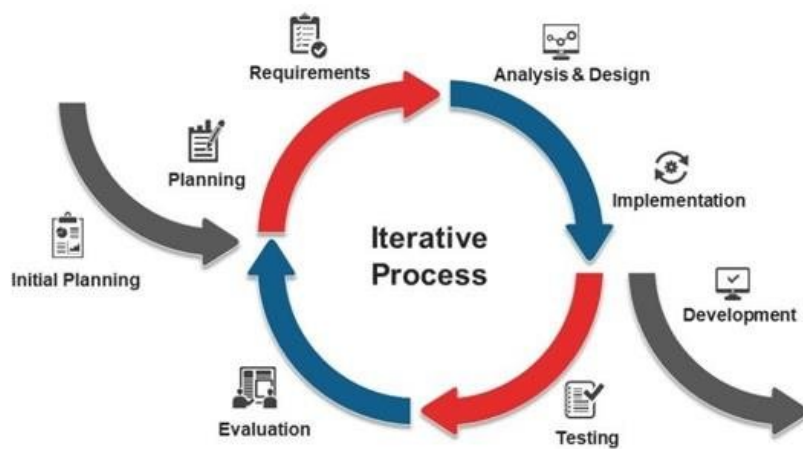 Requirements
Analysis & Design
Planning
Implementation
Iterative
Process
Initial Planning
Development
Evaluation
Testing